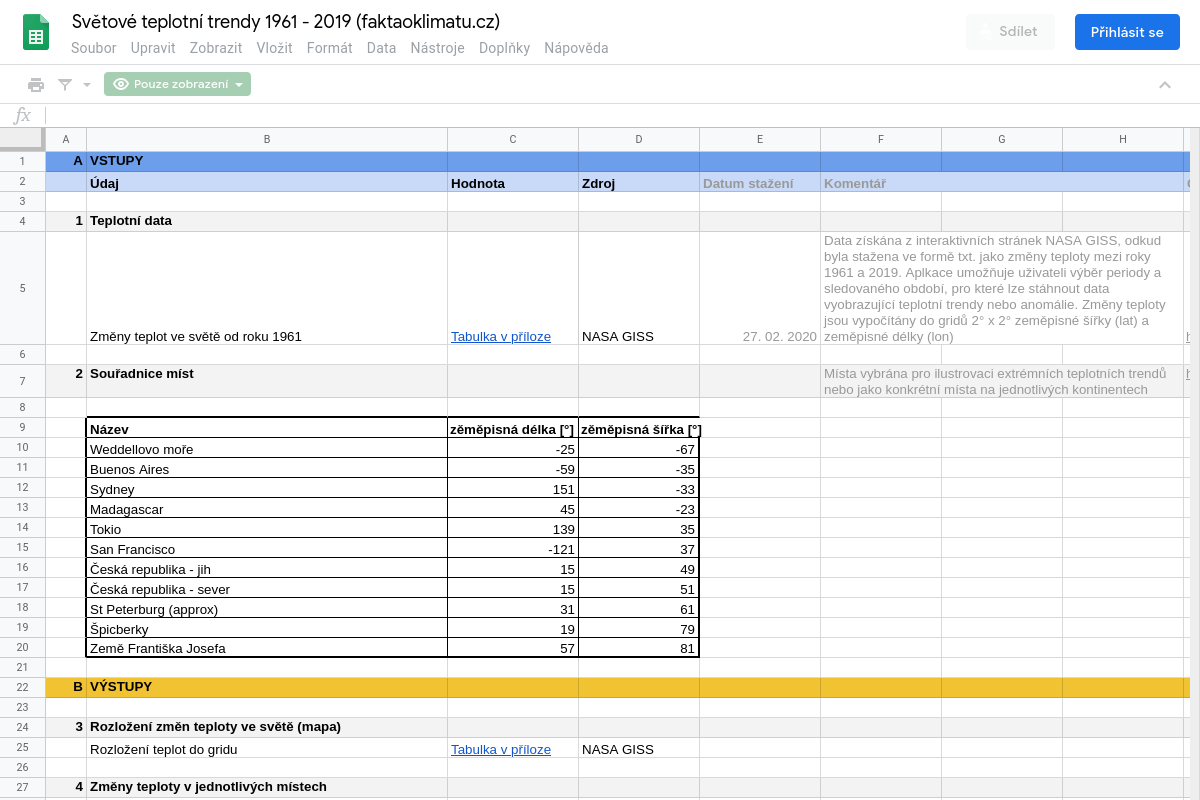 Světové teplotní trendy 1961 - 2019 (faktaoklimatu.cz)
Soubor Upravit Zobrazit Vložit Formát Data Nástroje Doplňky Nápověda
Sdílet
Přihlásit se
Pouze zobrazení
fx
A B C D E F G H
1 A VSTUPY
2 Údaj Hodnota Zdroj Datum stažení Komentář
3
4 1 Teplotní data
Data získána z interaktivních stránek NASA GISS, odkud
byla stažena ve formě txt. jako změny teploty mezi roky
1961 a 2019. Aplkace umožňuje uživateli výběr periody a
sledovaného období, pro které lze stáhnout data
vyobrazující teplotní trendy nebo anomálie. Změny teploty
jsou vypočítány do gridů 2° x 2° zeměpisné šířky (lat) a
zeměpisné délky (lon)
5 Změny teplot ve světě od roku 1961 Tabulka v příloze NASA GISS 27. 02. 2020
6
7 2 Souřadnice míst
Místa vybrána pro ilustrovaci extrémních teplotních trendů
nebo jako konkrétní místa na jednotlivých kontinentech
8
9 Název zěměpisná délka [°] zěměpisná šířka [°]
10 Weddellovo moře -25 -67
11 Buenos Aires -59 -35
12 Sydney 151 -33
13 Madagascar 45 -23
14 Tokio 139 35
15 San Francisco -121 37
16 Česká republika - jih 15 49
17 Česká republika - sever 15 51
18 St Peterburg (approx) 31 61
19 Špicberky 19 79
20 Země Františka Josefa 57 81
21
22 B VÝSTUPY
23
24 3 Rozložení změn teploty ve světě (mapa)
25 Rozložení teplot do gridu Tabulka v příloze NASA GISS
26
27 4 Změny teploty v jednotlivých místech